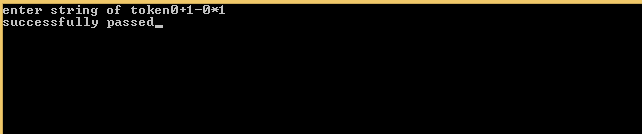 enter string of token0+1-0*1
successfully passed_